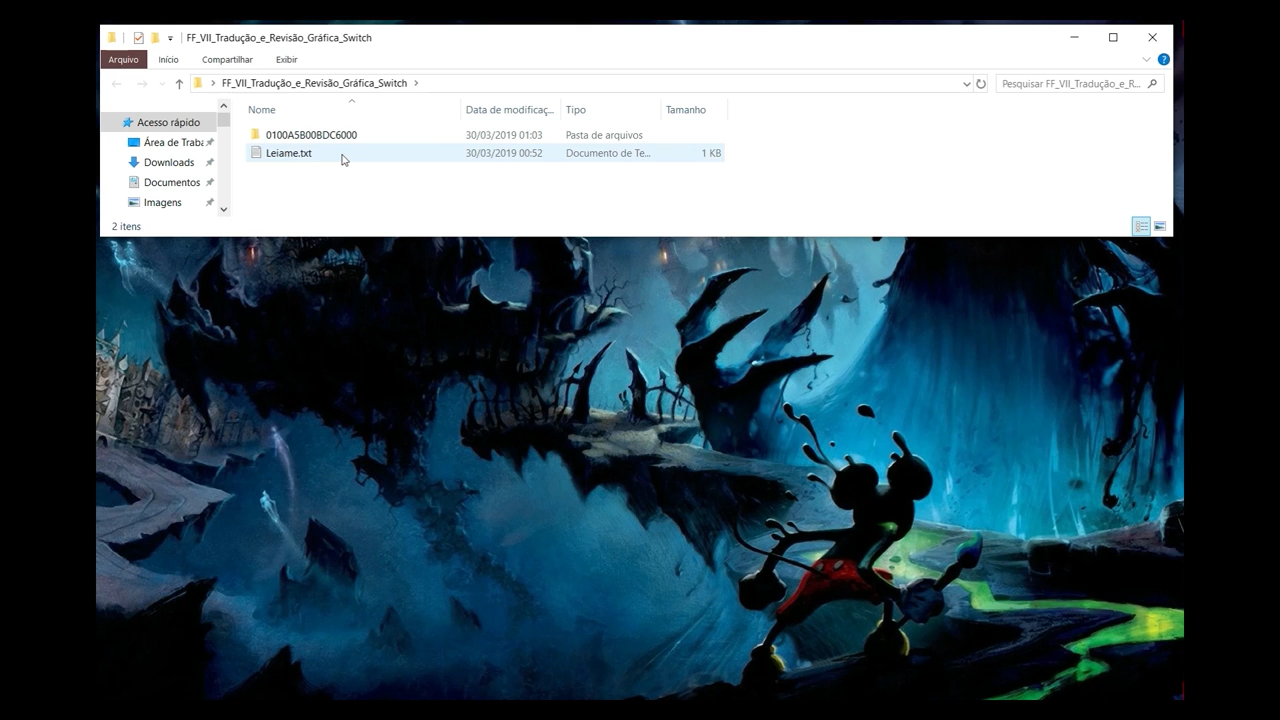 FF_VII_Tradução_e_Revisão_Gráfica_Switch
Arquivo Início Compartilhar Exibir
FF_VII_Tradução_e_Revisão_Gráfica_Switch
Pesquisar FF_VII_Tradução_e_R...
Nome Data de modificaç... Tipo Tamanho
Acesso rápido
Área de Traba
Downloads
Documentos
Imagens
0100A5B00BDC6000 30/03/2019 01:03 Pasta de arquivos
Leiame.txt 30/03/2019 00:52 Documento de Te... 1 KB
2 itens